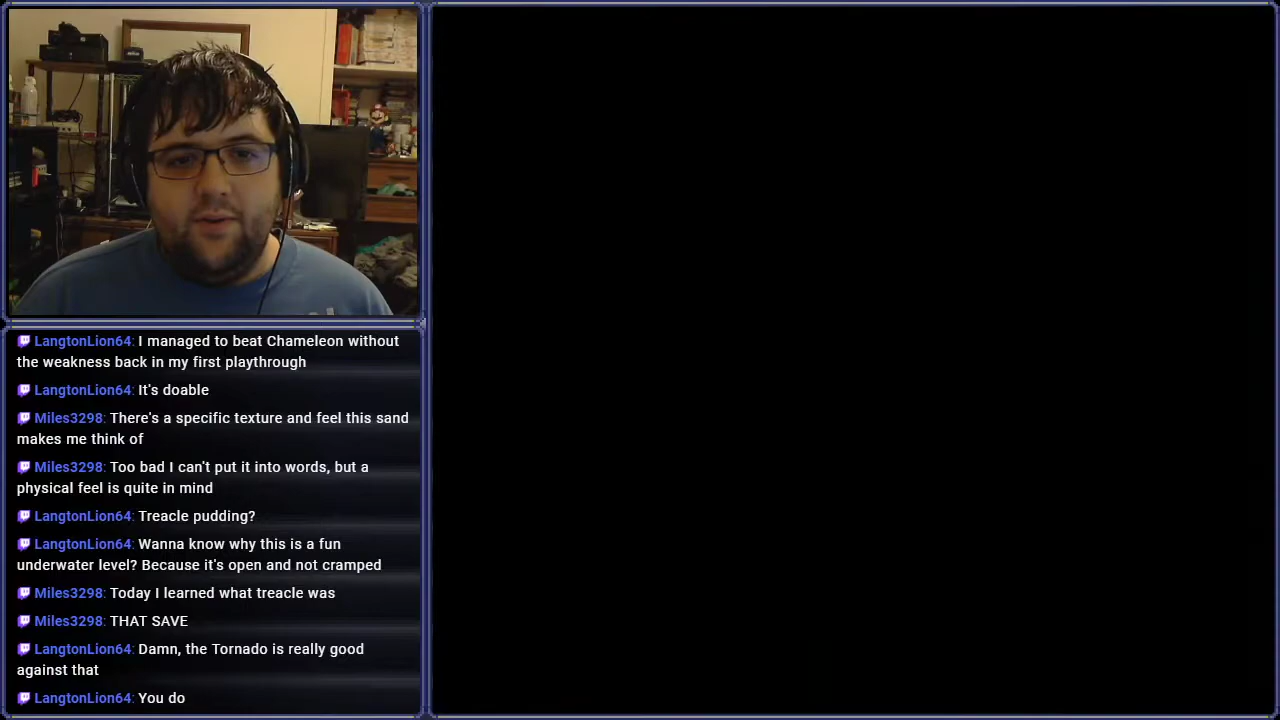 LangtonLion64: I managed to beat Chameleon without
the weakness back in my first playthrough
LangtonLion64: It's doable
Miles3298: There's a specific texture and feel this sand
makes me think of
Miles3298: Too bad I can't put it into words, but a
physical feel is quite in mind
LangtonLion64: Treacle pudding?
LangtonLion64: Wanna know why this is a fun
underwater level? Because it's open and not cramped
Miles3298: Today I learned what treacle was
Miles3298: THAT SAVE
LangtonLion64: Damn, the Tornado is really good
against that
LangtonLion64: You do